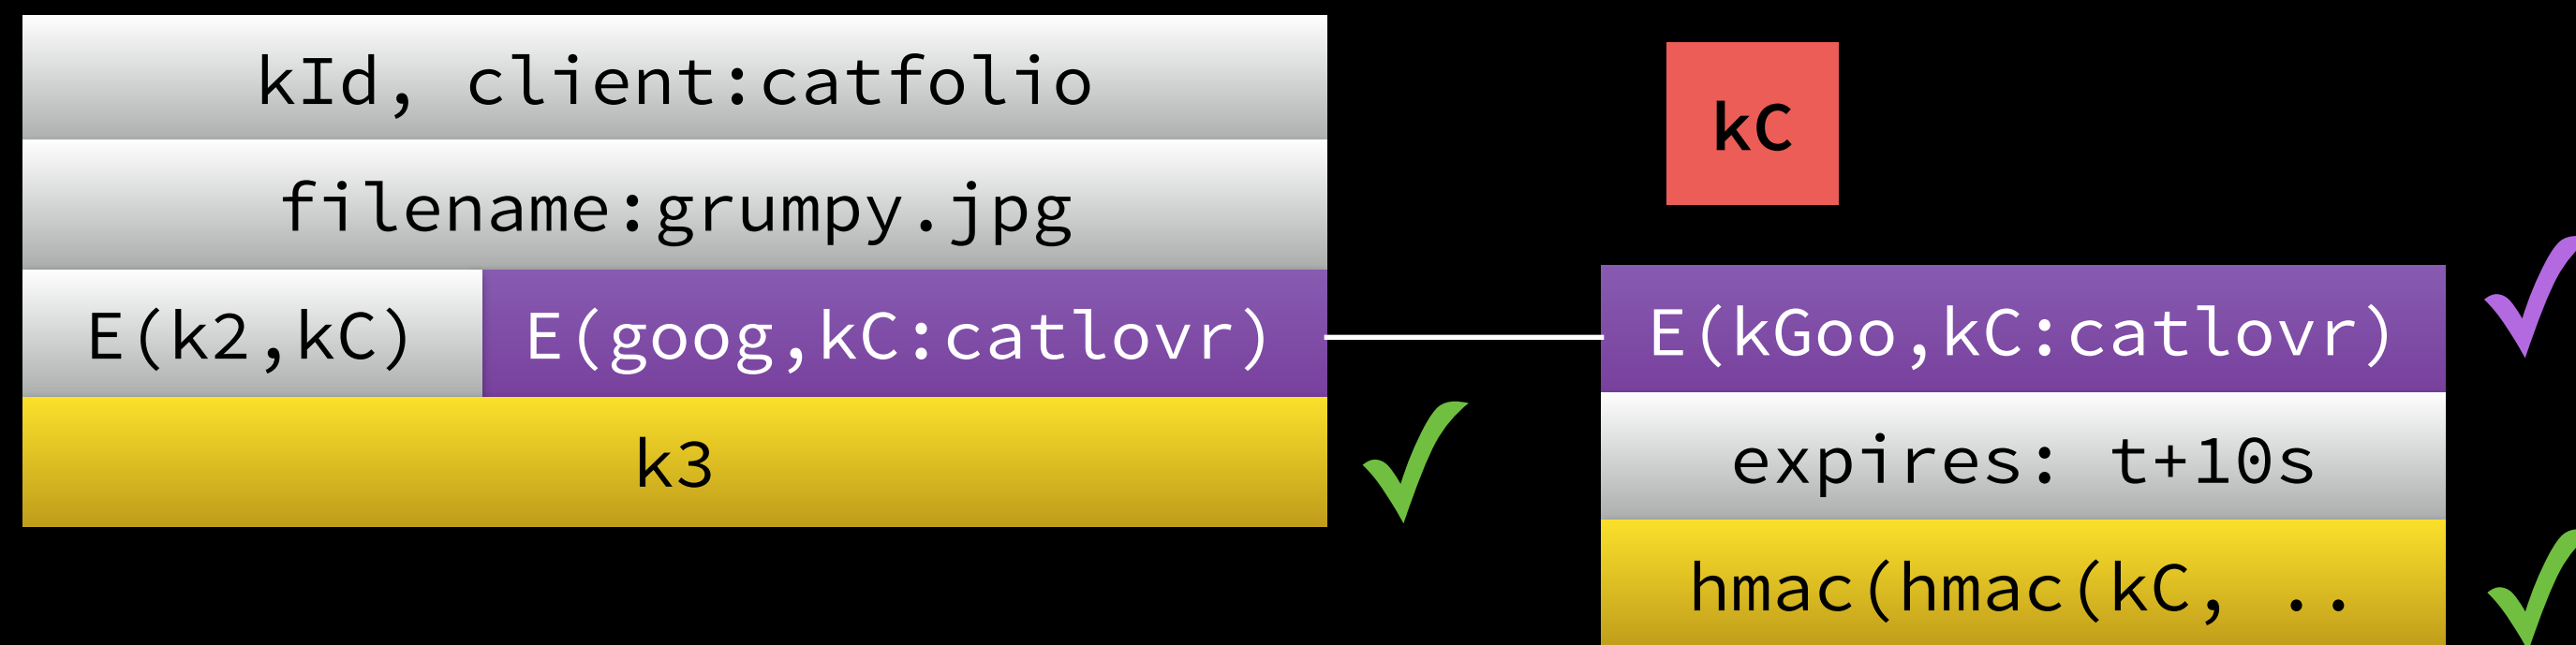 kId, client:catfolio
filename:grumpy.jpg
E(k2,kC) E(goog,kC:catlovr)
k3
kC
E(kGoo,kC:catlovr)
expires: t+10s
hmac(hmac(kC, ..